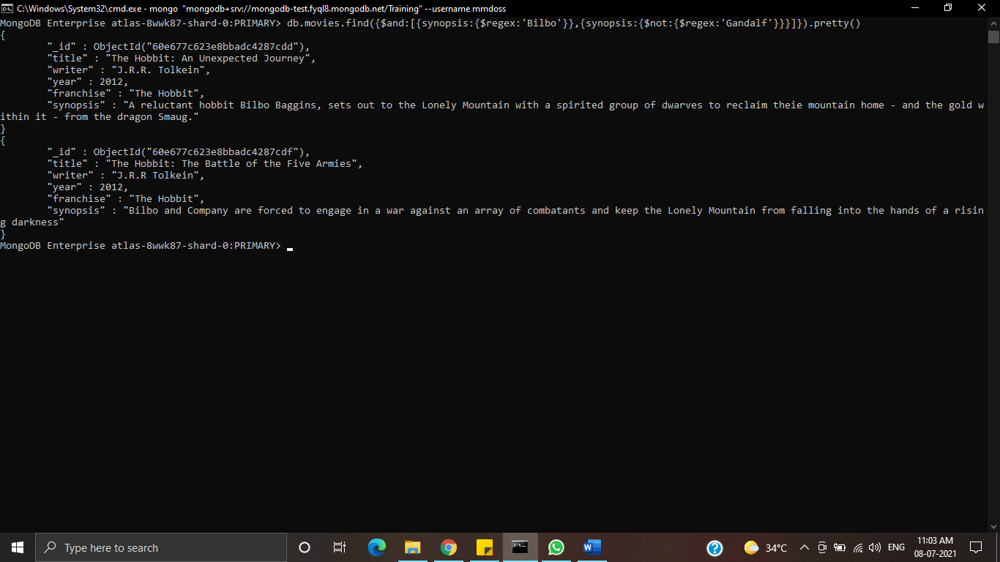 C:\Windows\System32\cmd.exe - mongo "mongodb+srv://mongodb-test.fyql8.mongodb.net/Training" --username mmdoss
MongoDB Enterprise atlas-8wwk87-shard-0:PRIMARY> db.movies.find({$and:[{synopsis:{$regex:'Bilbo'}},{synopsis:{$not:{$regex:'Gandalf'}}}]}).pretty()
{
"_id" : ObjectId("60e677c623e8bbadc4287cdd"),
"title" : "The Hobbit: An Unexpected Journey",
"writer" : "J.R.R. Tolkein",
"year" : 2012,
"franchise" : "The Hobbit",
"synopsis" : "A reluctant hobbit Bilbo Baggins, sets out to the Lonely Mountain with a spirited group of dwarves to reclaim theie mountain home - and the gold w
ithin it - from the dragon Smaug."
}
{
"_id" : ObjectId("60e677c623e8bbadc4287cdf"),
"title" : "The Hobbit: The Battle of the Five Armies",
"writer" : "J.R.R Tolkein",
"year" : 2012,
"franchise" : "The Hobbit",
"synopsis" : "Bilbo and Company are forced to engage in a war against an array of combatants and keep the Lonely Mountain from falling into the hands of a risin
g darkness"
}
MongoDB Enterprise atlas-8wwk87-shard-0:PRIMARY>
Type here to search
34°C
ENG
11:03 AM
08-07-2021